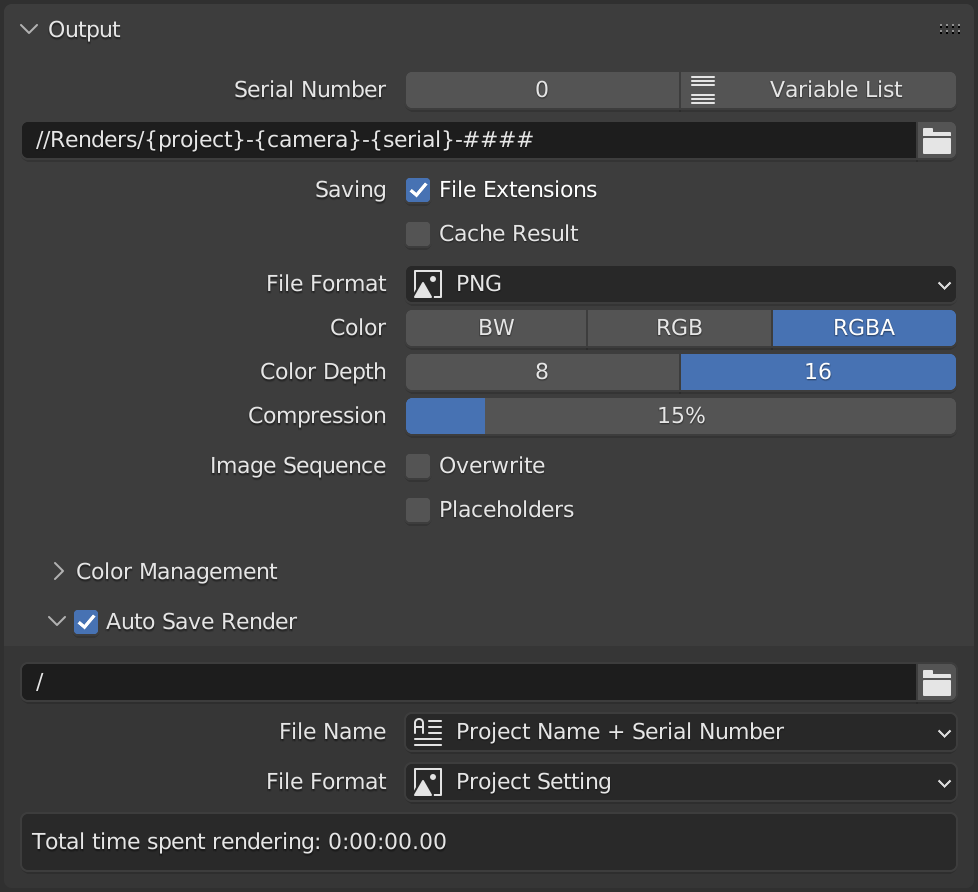 Output
Serial Number 0 Variable List
//Renders/{project}-{camera}-{serial}-####
Saving File Extensions
Cache Result
File Format PNG
Color BW RGB RGBA
Color Depth 8 16
Compression 15%
Image Sequence Overwrite
Placeholders
Color Management
Auto Save Render
/
File Name Project Name + Serial Number
File Format Project Setting
Total time spent rendering: 0:00:00.00